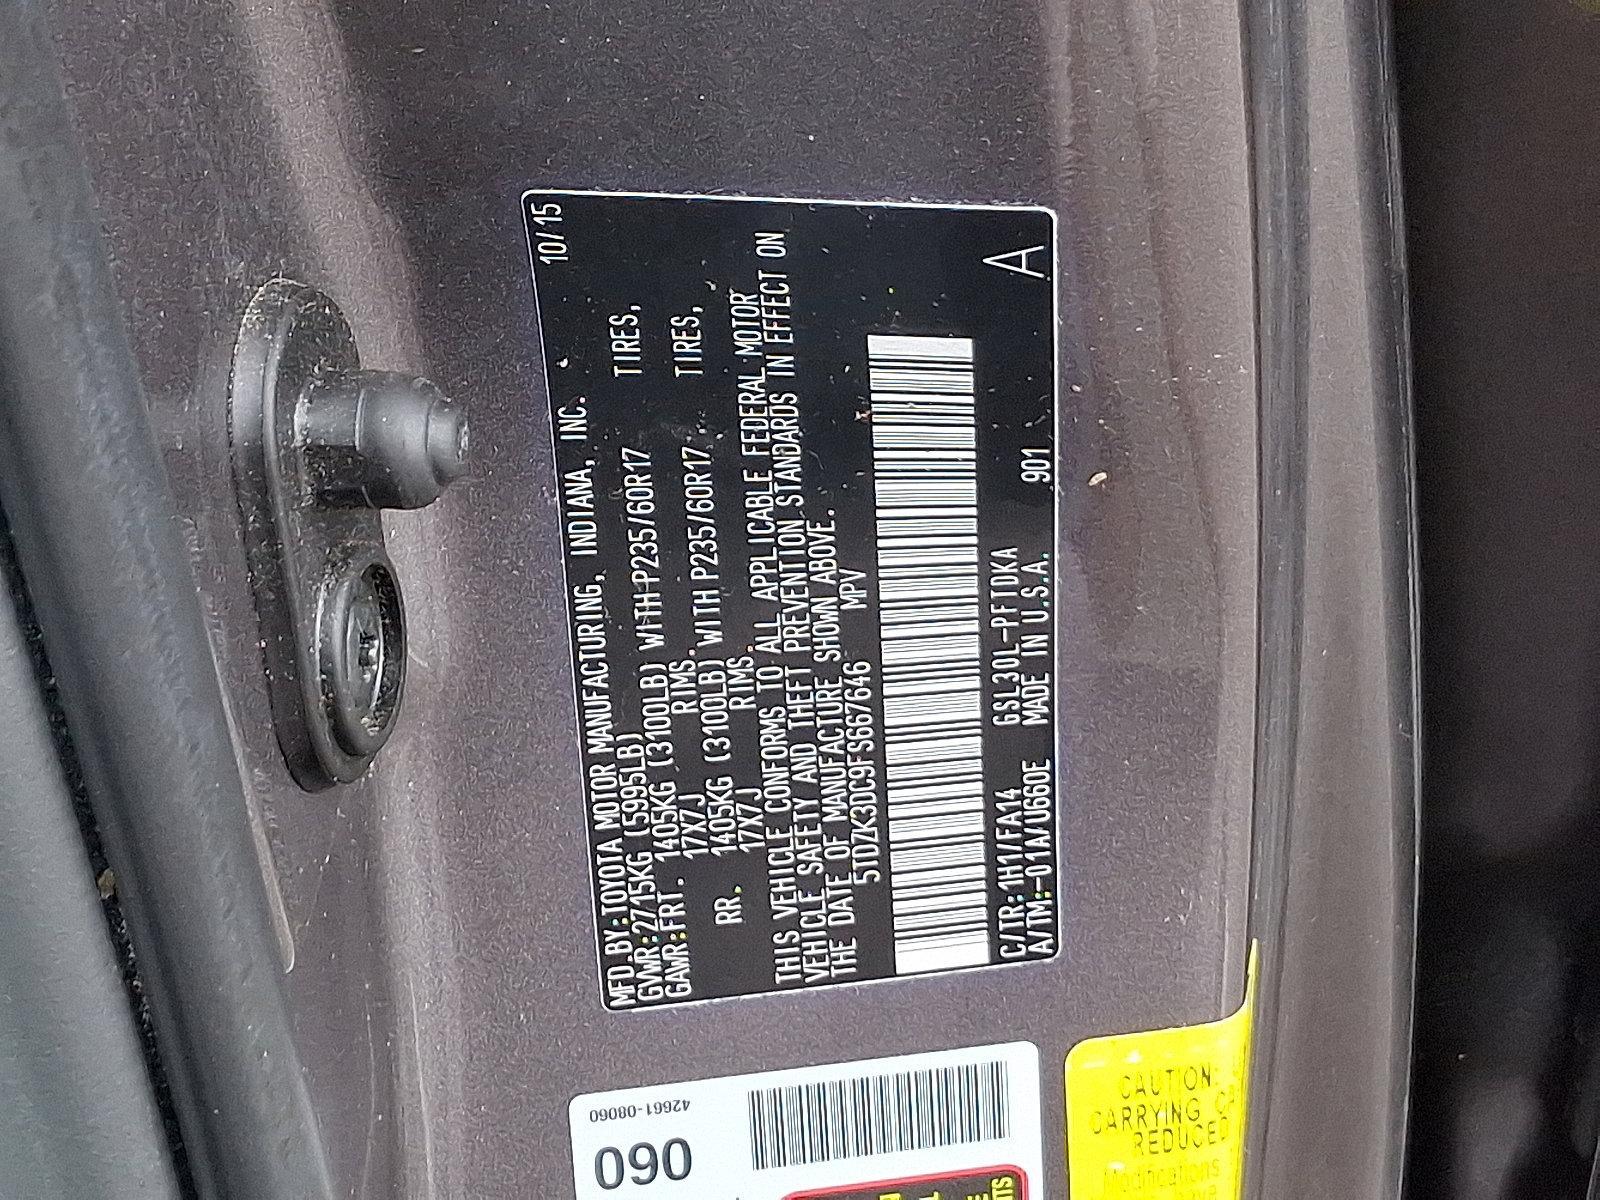 10/15
MFD.BY:TOYOTA MOTOR MANUFACTURING, INDIANA, INC.
GVWR:2715KG (5995LB)
GAWR:FRT. 1405KG (3100LB) WITH P235/60R17 TIRES,
17X7J RIMS.
RR. 1405KG (3100LB) WITH P235/60R17 TIRES,
17X7J RIMS.
THIS VEHICLE CONFORMS TO ALL APPLICABLE FEDERAL MOTOR
VEHICLE SAFETY AND THEFT PREVENTION STANDARDS IN EFFECT ON
THE DATE OF MANUFACTURE SHOWN ABOVE.
5TDZK3DC9FS667646 MPV
C/TR:1H1/FA14 GSL30L-PFTDKA
A/TM:-01A/U660E MADE IN U.S.A. 901 A
42661-08060
060
CAUTION:
CARRYING
REDUCED
Modifications